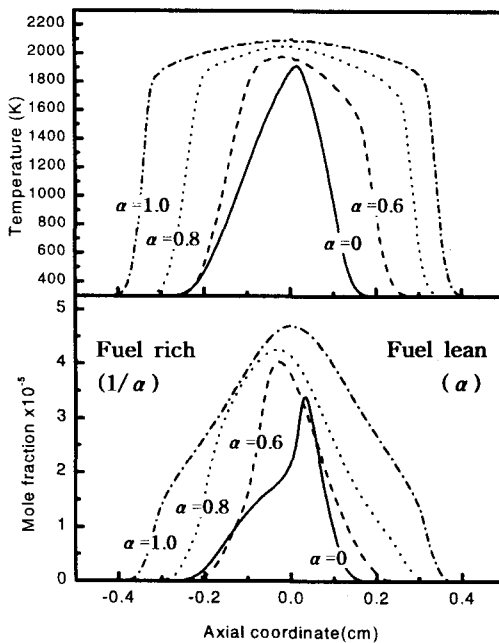 2200
2000
1800
1600
1400
1200
1000
800
600
400
Temperature (K)
α=1.0
α=0.8
α=0.6
α=0
5
4
3
2
1
0
Mole fraction x10⁻⁵
Fuel rich
(1/α)
Fuel lean
(α)
α=0.6
α=0.8
α=1.0
α=0
-0.4
-0.2
0.0
0.2
0.4
Axial coordinate(cm)